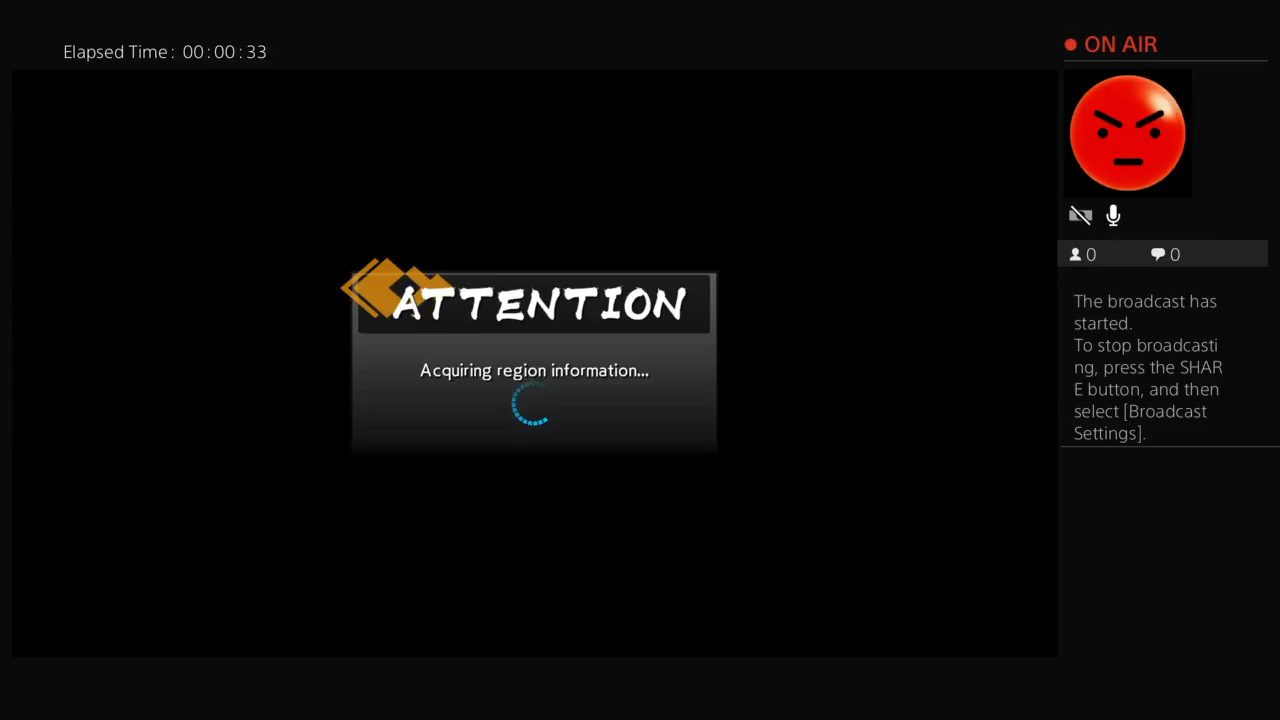 Elapsed Time: 00:00:33
ON AIR
0 0
ATTENTION
Acquiring region information...
The broadcast has
started.
To stop broadcasti
ng, press the SHAR
E button, and then
select [Broadcast
Settings].